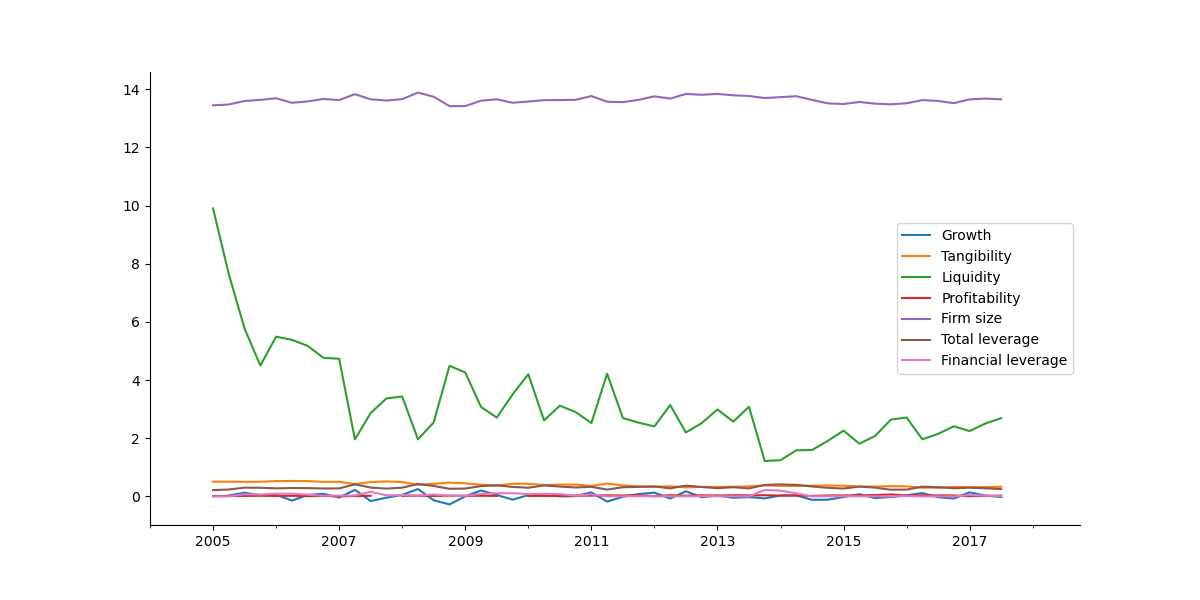 14
12
10
8
6
4
2
0
2005 2007 2009 2011 2013 2015 2017
Growth
Tangibility
Liquidity
Profitability
Firm size
Total leverage
Financial leverage